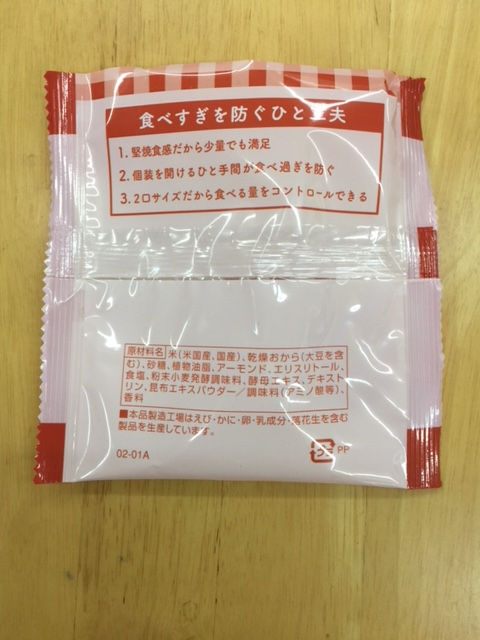 食べすぎを防ぐひと工夫
1. 堅焼食感だから少量でも満足
2. 個装を開けるひと手間が食べ過ぎを防ぐ
3. 2口サイズだから食べる量をコントロールできる
原材料名 米(米国産、国産)、乾燥おから(大豆を含
む)、砂糖、植物油脂、アーモンド、エリスリトール、
食塩、粉末小麦発酵調味料、酵母エキス、デキスト
リン、昆布エキスパウダー/調味料(アミノ酸等)、
香料
■本品製造工場はえび・かに・卵・乳成分・落花生を含む
製品を生産しています。
02-01A
プラ PP